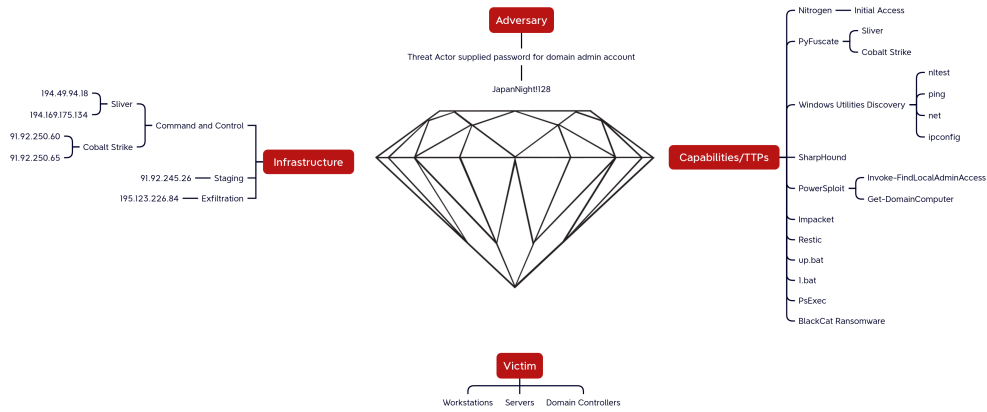 Adversary
Threat Actor supplied password for domain admin account
JapanNight!128
Infrastructure
Command and Control
Sliver
194.49.94.18
194.169.175.134
Cobalt Strike
91.92.250.60
91.92.250.65
Staging
91.92.245.26
Exfiltration
195.123.226.84
Capabilities/TTPs
Nitrogen
Initial Access
PyFuscate
Sliver
Cobalt Strike
Windows Utilities Discovery
nltest
ping
net
ipconfig
SharpHound
PowerSploit
Invoke-FindLocalAdminAccess
Get-DomainComputer
Impacket
Restic
up.bat
1.bat
PsExec
BlackCat Ransomware
Victim
Workstations
Servers
Domain Controllers